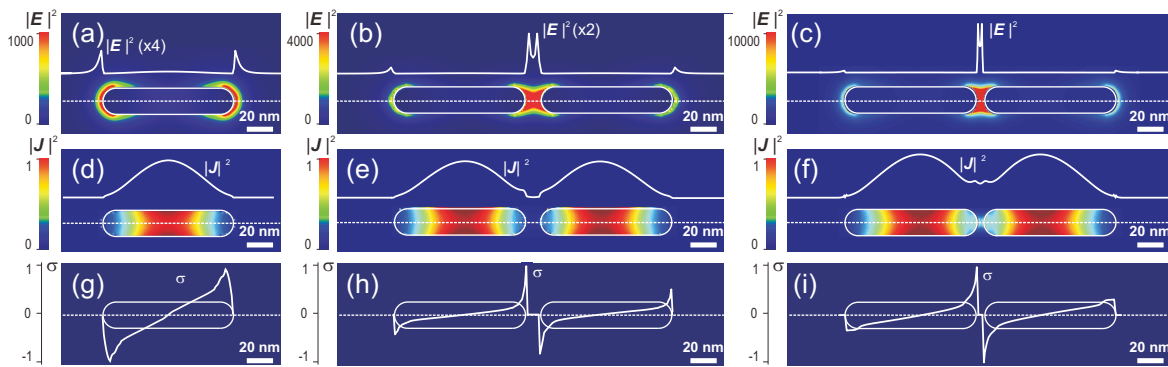 |E|²
1000
0
(a)
|E|² (x4)
20 nm
|E|²
4000
0
(b)
|E|² (x2)
20 nm
|E|²
10000
0
(c)
|E|²
20 nm
|J|²
1
0
(d)
|J|²
20 nm
|J|²
1
0
(e)
|J|²
20 nm
|J|²
1
0
(f)
|J|²
20 nm
σ
1
0
-1
(g)
σ
20 nm
σ
1
0
-1
(h)
σ
20 nm
σ
1
0
-1
(i)
σ
20 nm